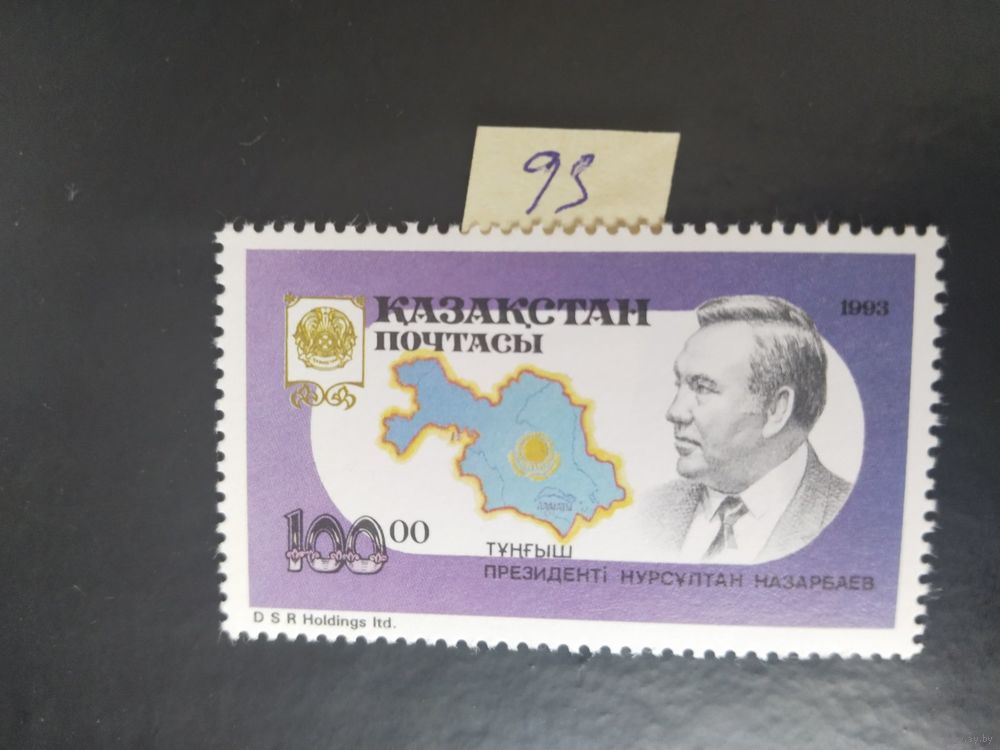 93
ҚАЗАҚСТАН
ПОЧТАСЫ
1993
100 00
ТҰҢҒЫШ
ПРЕЗИДЕНТІ НУРСҰЛТАН НАЗАРБАЕВ
D S R Holdings ltd.